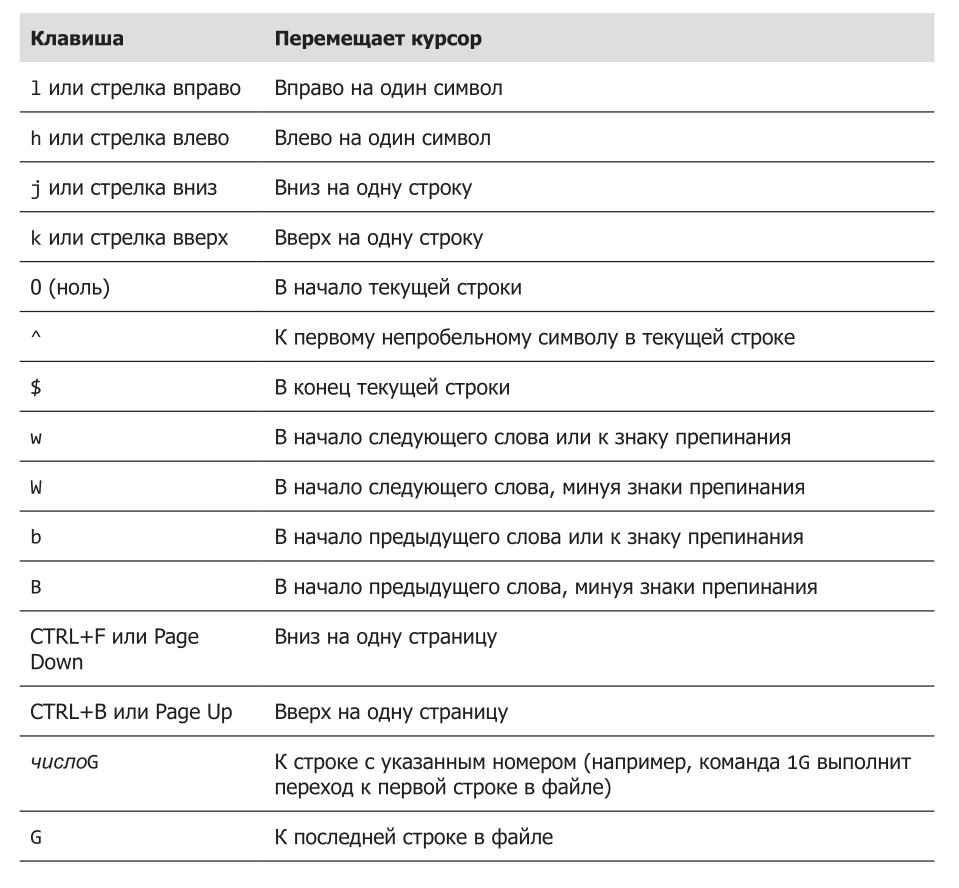 Клавиша Перемещает курсор
l или стрелка вправо Вправо на один символ
h или стрелка влево Влево на один символ
j или стрелка вниз Вниз на одну строку
k или стрелка вверх Вверх на одну строку
0 (ноль) В начало текущей строки
^ К первому непробельному символу в текущей строке
$ В конец текущей строки
w В начало следующего слова или к знаку препинания
W В начало следующего слова, минуя знаки препинания
b В начало предыдущего слова или к знаку препинания
B В начало предыдущего слова, минуя знаки препинания
CTRL+F или Page Вниз на одну страницу
Down
CTRL+B или Page Up Вверх на одну страницу
числоG К строке с указанным номером (например, команда 1G выполнит
переход к первой строке в файле)
G К последней строке в файле